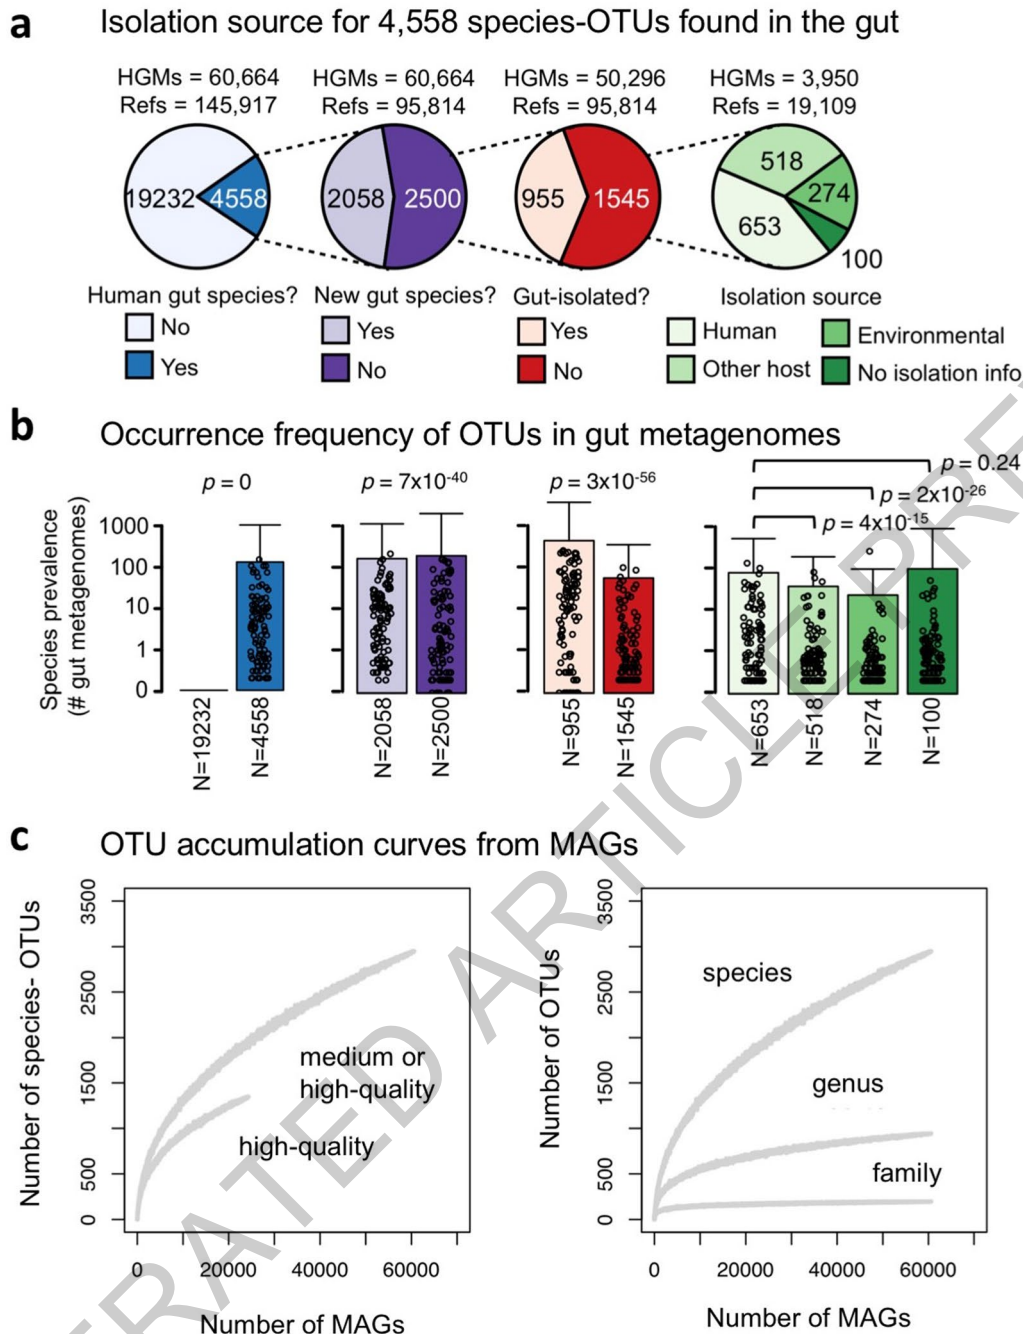 a
Isolation source for 4,558 species-OTUs found in the gut
HGMs = 60,664
Refs = 145,917
HGMs = 60,664
Refs = 95,814
HGMs = 50,296
Refs = 95,814
HGMs = 3,950
Refs = 19,109
19232
4558
2058
2500
955
1545
518
274
653
100
Human gut species?
No
Yes
New gut species?
Yes
No
Gut-isolated?
Yes
No
Isolation source
Human
Other host
Environmental
No isolation info
b
Occurrence frequency of OTUs in gut metagenomes
Species prevalence
(# gut metagenomes)
1000
100
10
1
0
p = 0
p = 7x10-40
p = 3x10-56
p = 0.24
p = 2x10-26
p = 4x10-15
N=19232
N=4558
N=2058
N=2500
N=955
N=1545
N=653
N=518
N=274
N=100
c
OTU accumulation curves from MAGs
Number of species- OTUs
3500
2500
1500
500
0
medium or
high-quality
high-quality
0 20000 40000 60000
Number of MAGs
Number of OTUs
3500
2500
1500
500
0
species
genus
family
0 20000 40000 60000
Number of MAGs
RATED ARTICLE PRE